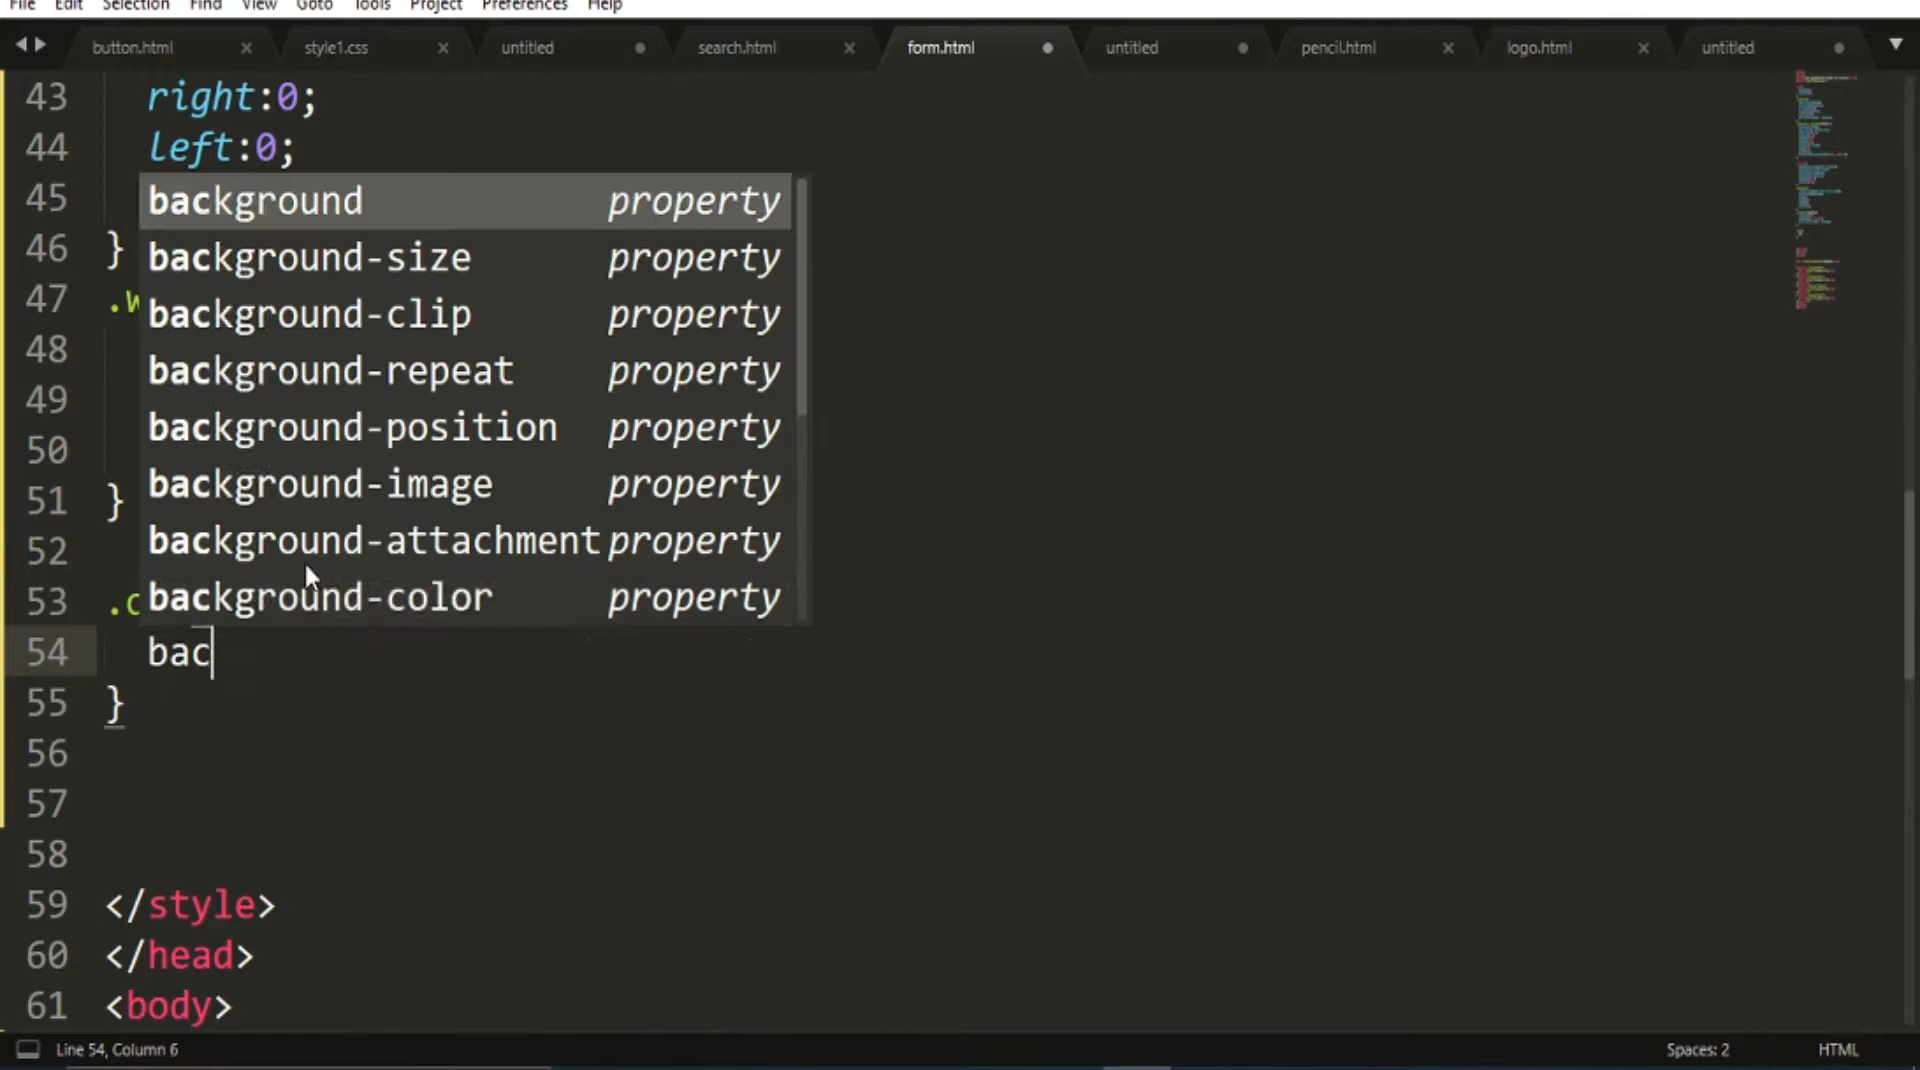 File Edit Selection Find View Goto Tools Project Preferences Help
button.html × style1.css × untitled search.html × form.html untitled pencil.html × logo.html × untitled
43 right:0;
44 left:0;
45 background property
46 } background-size property
47 .w background-clip property
48 background-repeat property
49 background-position property
50 background-image property
51 } background-attachment property
52
53 .c background-color property
54 bac
55 }
56
57
58
59 </style>
60 </head>
61 <body>
Line 54, Column 6 Spaces: 2 HTML